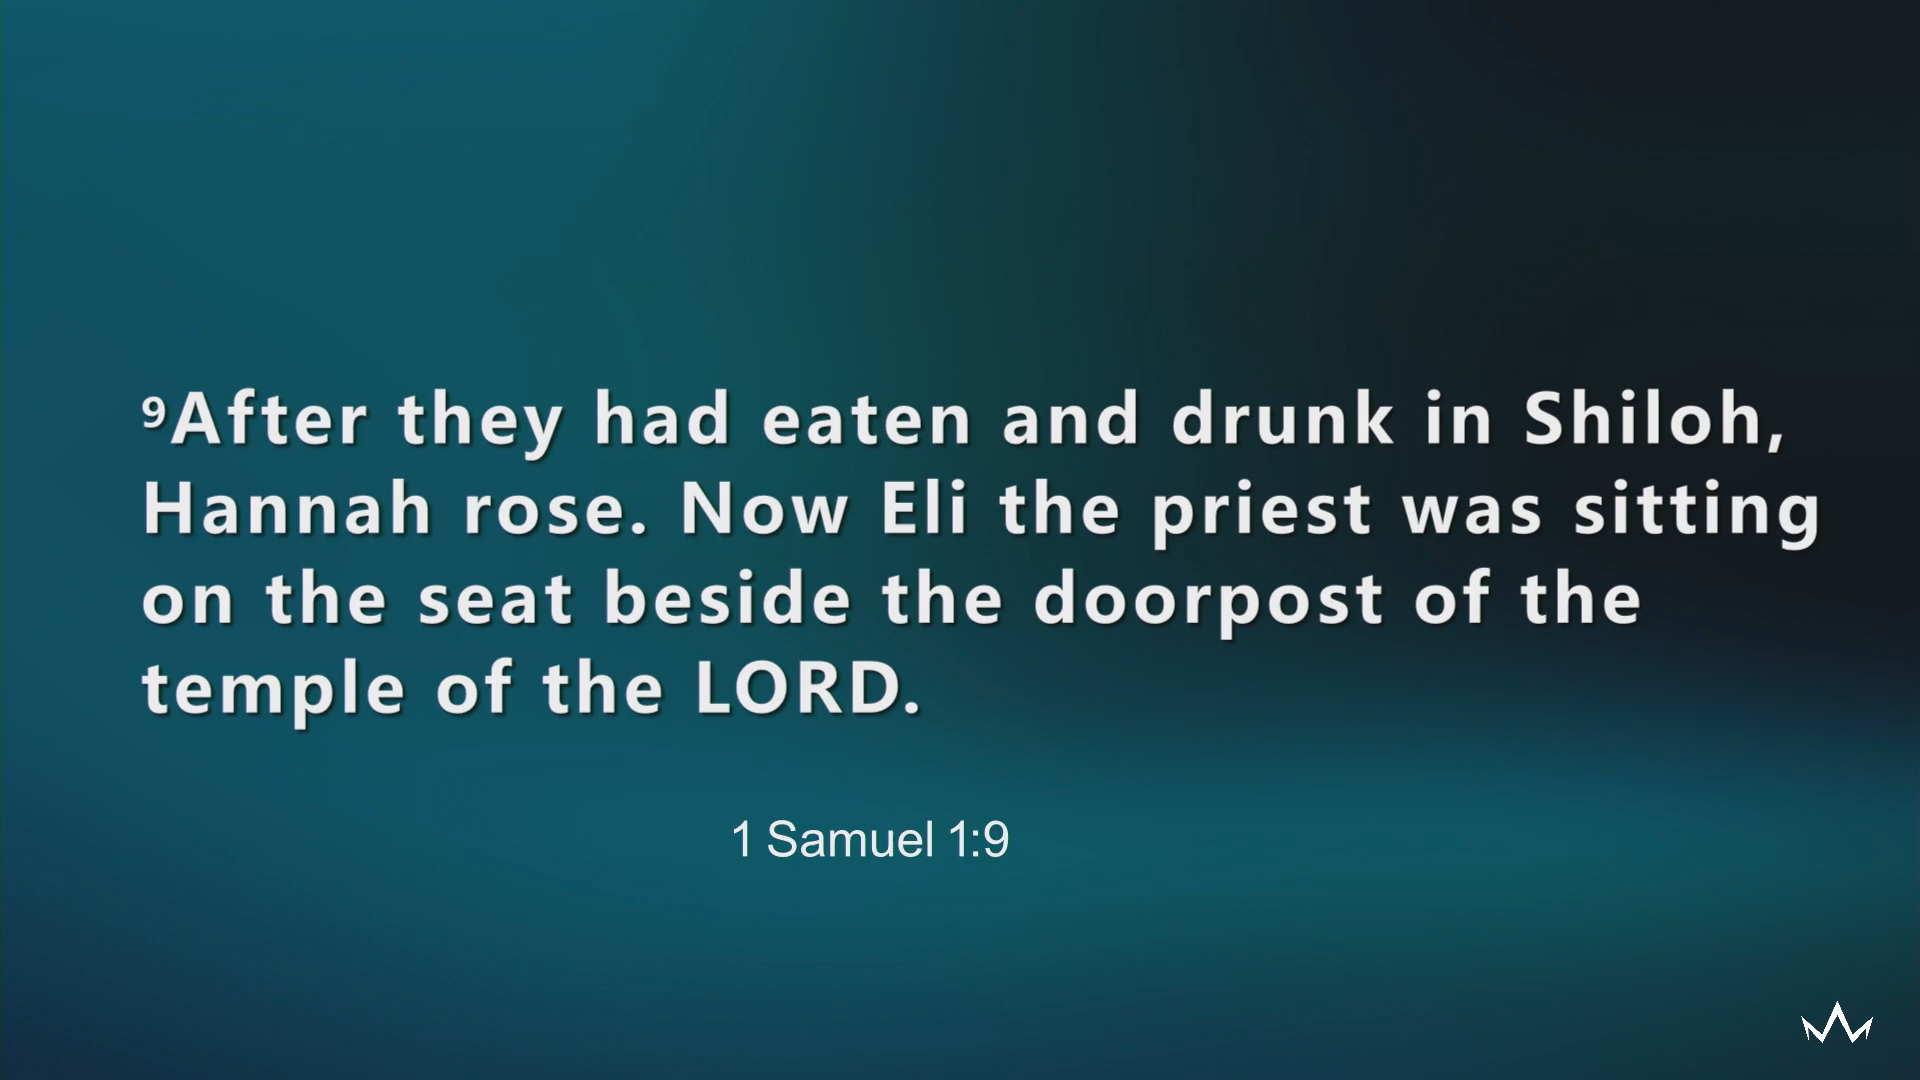 ⁹After they had eaten and drunk in Shiloh,
Hannah rose. Now Eli the priest was sitting
on the seat beside the doorpost of the
temple of the LORD.
1 Samuel 1:9